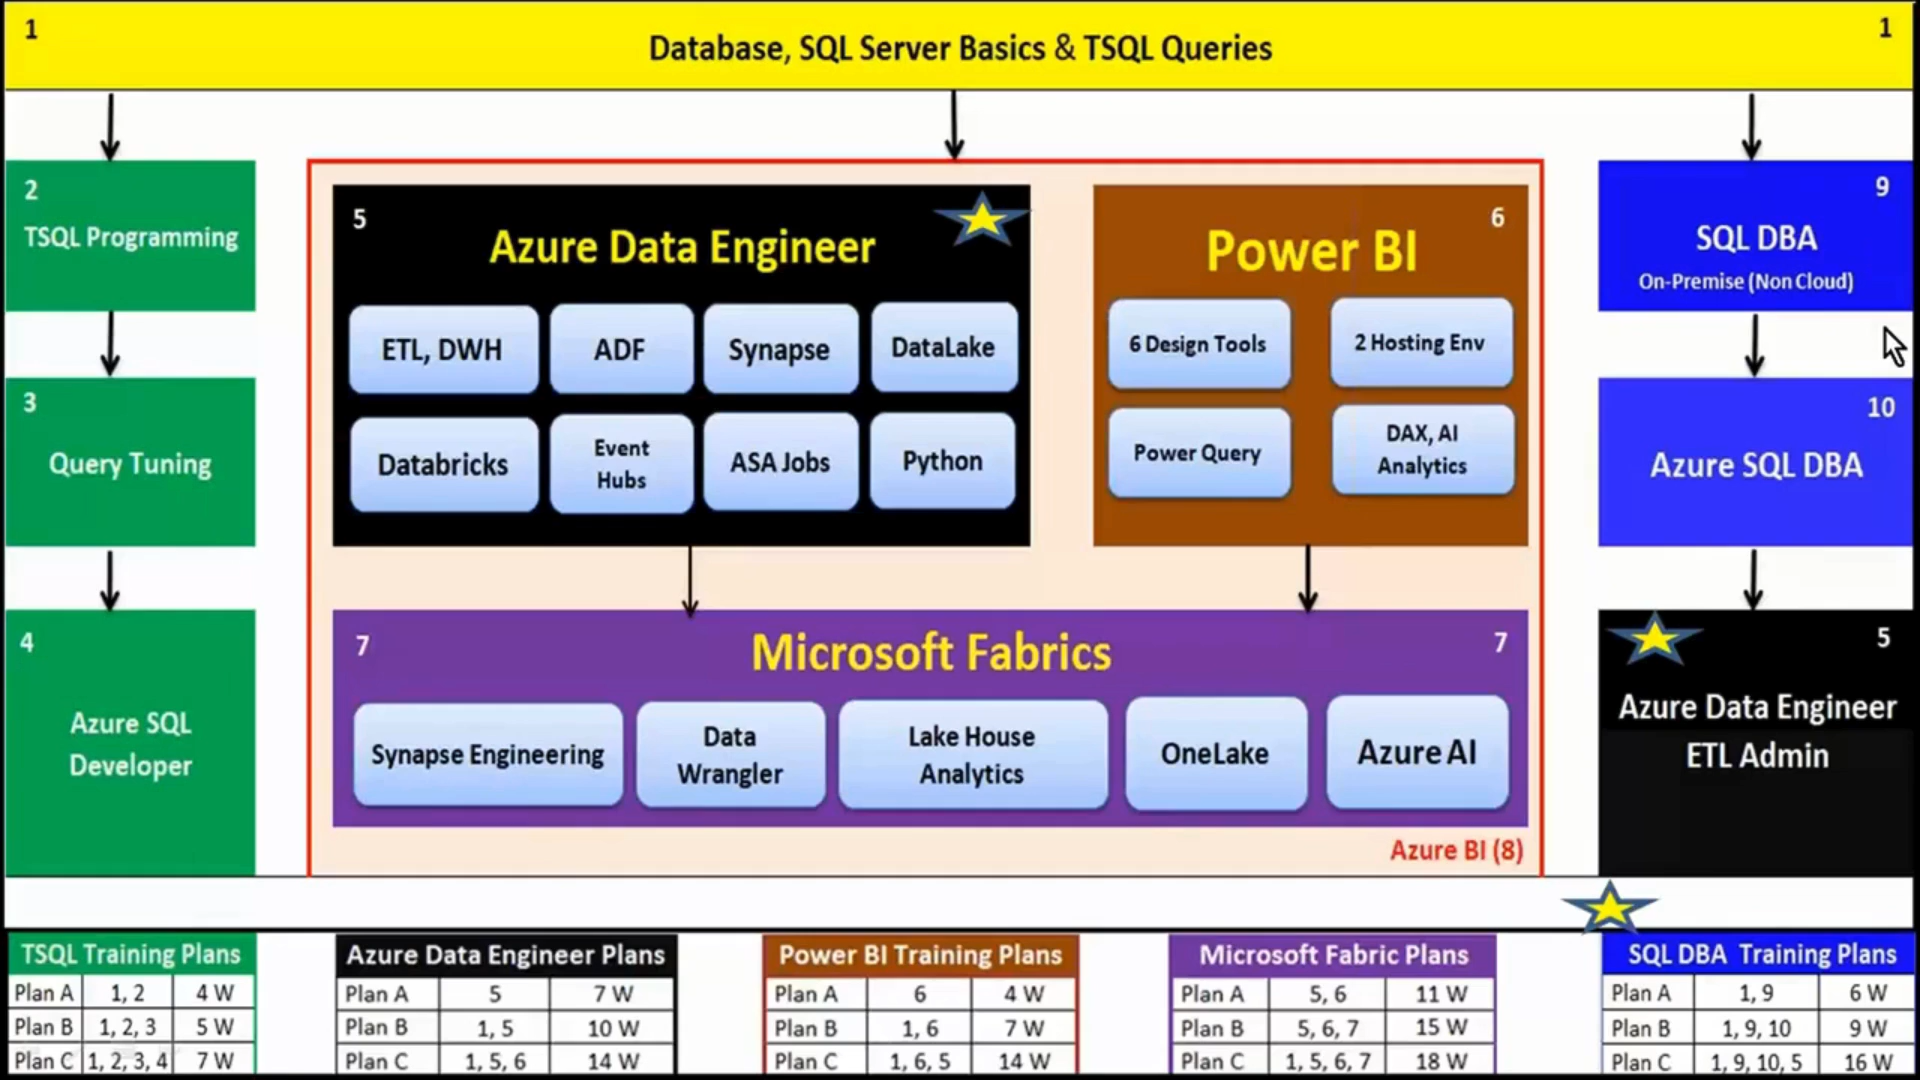 1
Database, SQL Server Basics & TSQL Queries
1
2
TSQL Programming
3
Query Tuning
4
Azure SQL
Developer
5
Azure Data Engineer
ETL, DWH
ADF
Synapse
DataLake
Databricks
Event
Hubs
ASA Jobs
Python
6
Power BI
6 Design Tools
2 Hosting Env
Power Query
DAX, AI
Analytics
7
Microsoft Fabrics
7
Synapse Engineering
Data
Wrangler
Lake House
Analytics
OneLake
Azure AI
Azure BI (8)
9
SQL DBA
On-Premise (Non Cloud)
10
Azure SQL DBA
5
Azure Data Engineer
ETL Admin
TSQL Training Plans
Plan A 1, 2 4 W
Plan B 1, 2, 3 5 W
Plan C 1, 2, 3, 4 7 W
Azure Data Engineer Plans
Plan A 5 7 W
Plan B 1, 5 10 W
Plan C 1, 5, 6 14 W
Power BI Training Plans
Plan A 6 4 W
Plan B 1, 6 7 W
Plan C 1, 6, 5 14 W
Microsoft Fabric Plans
Plan A 5, 6 11 W
Plan B 5, 6, 7 15 W
Plan C 1, 5, 6, 7 18 W
SQL DBA Training Plans
Plan A 1, 9 6 W
Plan B 1, 9, 10 9 W
Plan C 1, 9, 10, 5 16 W